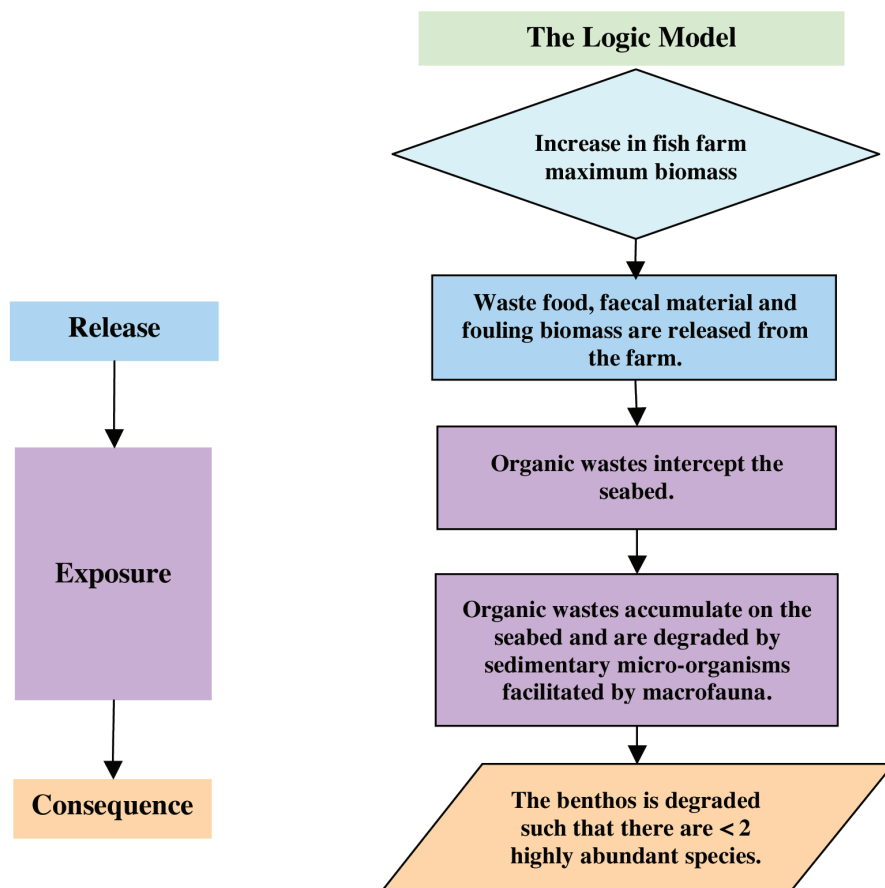 The Logic Model
Increase in fish farm
maximum biomass
Waste food, faecal material and
fouling biomass are released from
the farm.
Release
Organic wastes intercept the
seabed.
Exposure
Organic wastes accumulate on the
seabed and are degraded by
sedimentary micro-organisms
facilitated by macrofauna.
Consequence
The benthos is degraded
such that there are < 2
highly abundant species.